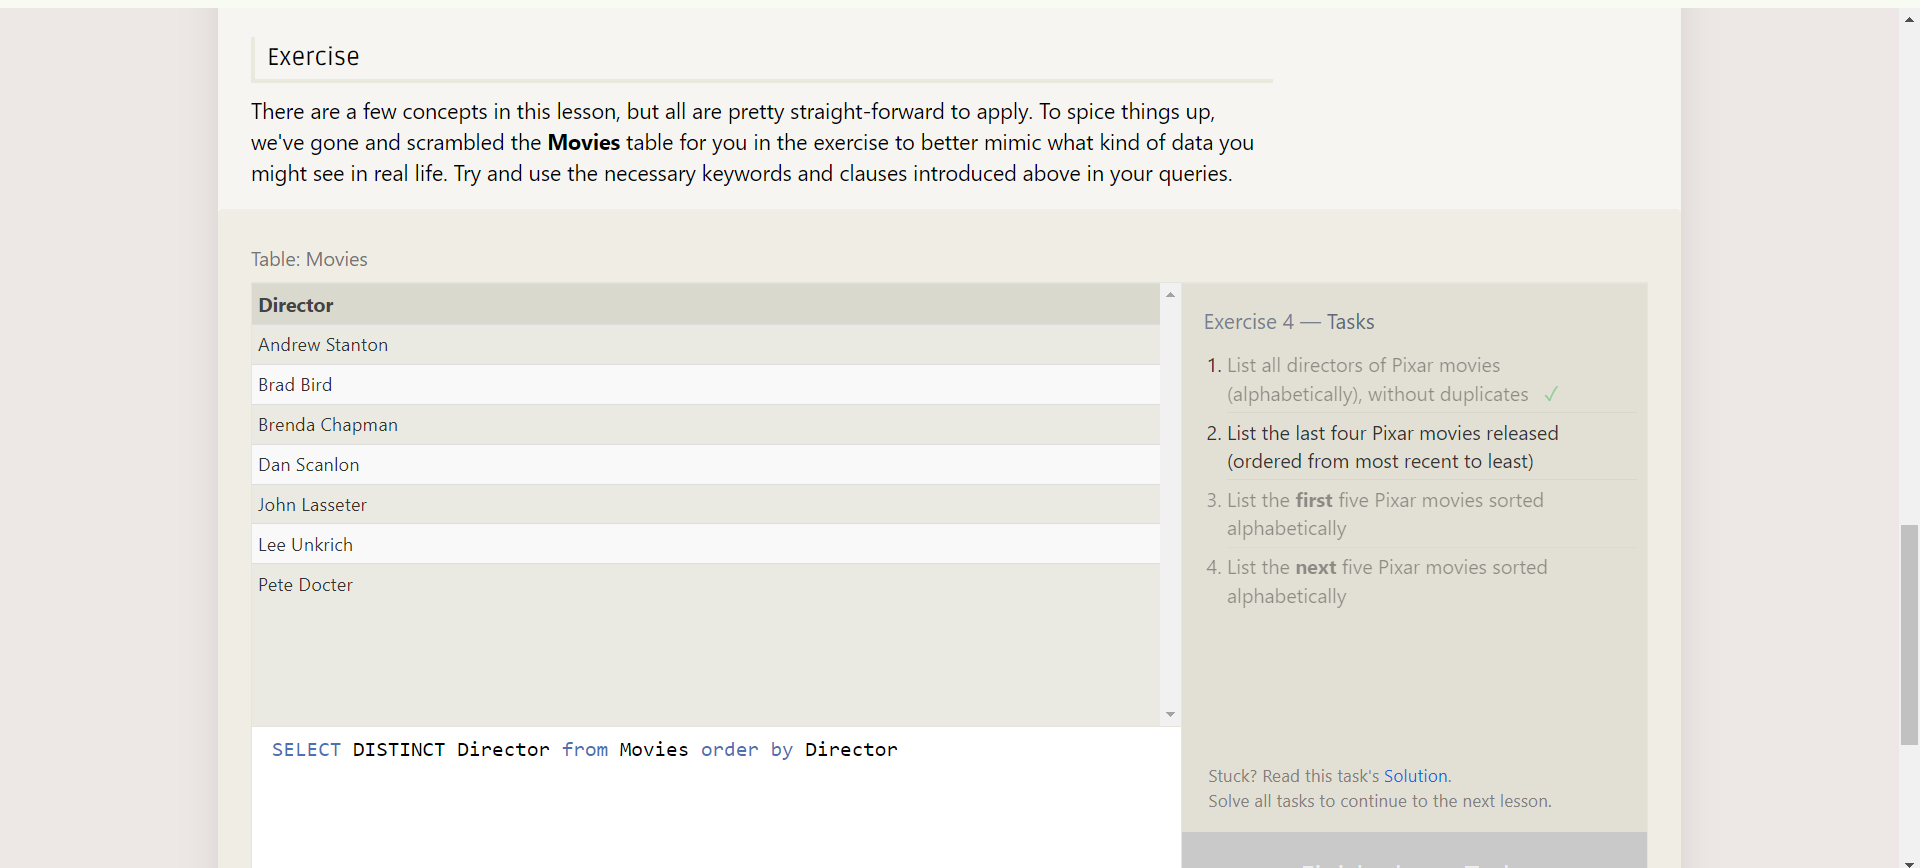 Exercise
There are a few concepts in this lesson, but all are pretty straight-forward to apply. To spice things up,
we've gone and scrambled the Movies table for you in the exercise to better mimic what kind of data you
might see in real life. Try and use the necessary keywords and clauses introduced above in your queries.
Table: Movies
Director
Andrew Stanton
Brad Bird
Brenda Chapman
Dan Scanlon
John Lasseter
Lee Unkrich
Pete Docter
SELECT DISTINCT Director from Movies order by Director
Exercise 4 — Tasks
1. List all directors of Pixar movies
(alphabetically), without duplicates ✓
2. List the last four Pixar movies released
(ordered from most recent to least)
3. List the first five Pixar movies sorted
alphabetically
4. List the next five Pixar movies sorted
alphabetically
Stuck? Read this task's Solution.
Solve all tasks to continue to the next lesson.